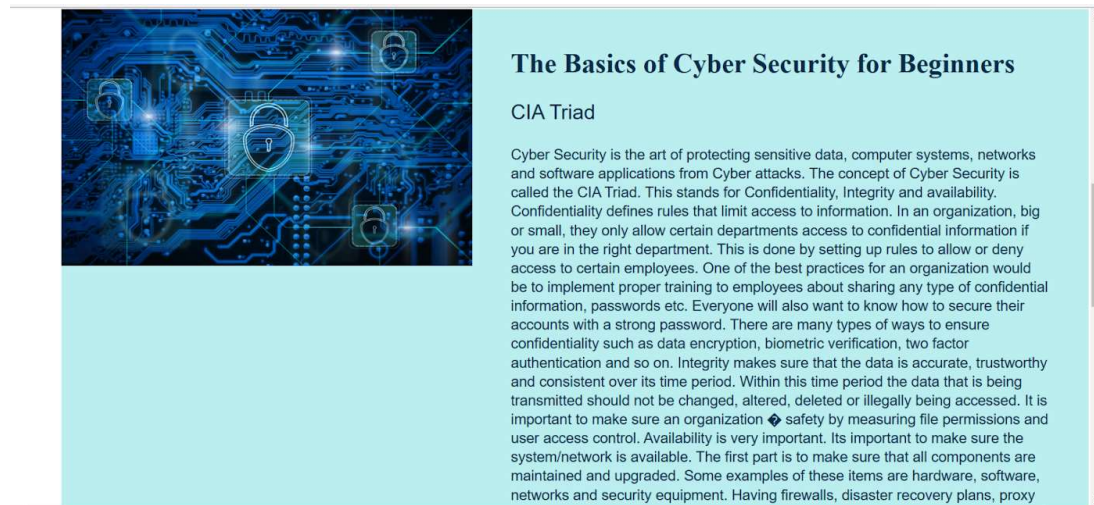 The Basics of Cyber Security for Beginners
CIA Triad
Cyber Security is the art of protecting sensitive data, computer systems, networks
and software applications from Cyber attacks. The concept of Cyber Security is
called the CIA Triad. This stands for Confidentiality, Integrity and availability.
Confidentiality defines rules that limit access to information. In an organization, big
or small, they only allow certain departments access to confidential information if
you are in the right department. This is done by setting up rules to allow or deny
access to certain employees. One of the best practices for an organization would
be to implement proper training to employees about sharing any type of confidential
information, passwords etc. Everyone will also want to know how to secure their
accounts with a strong password. There are many types of ways to ensure
confidentiality such as data encryption, biometric verification, two factor
authentication and so on. Integrity makes sure that the data is accurate, trustworthy
and consistent over its time period. Within this time period the data that is being
transmitted should not be changed, altered, deleted or illegally being accessed. It is
important to make sure an organization � safety by measuring file permissions and
user access control. Availability is very important. Its important to make sure the
system/network is available. The first part is to make sure that all components are
maintained and upgraded. Some examples of these items are hardware, software,
networks and security equipment. Having firewalls, disaster recovery plans, proxy